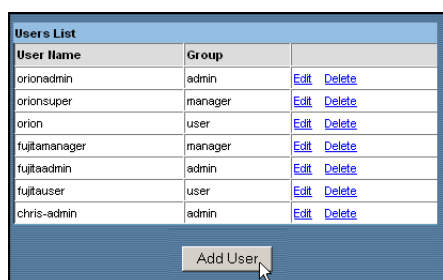 Users List
User Name Group
orionadmin admin Edit Delete
orionsuper manager Edit Delete
orion user Edit Delete
fujitamanager manager Edit Delete
fujitaadmin admin Edit Delete
fujitauser user Edit Delete
chris-admin admin Edit Delete
Add User